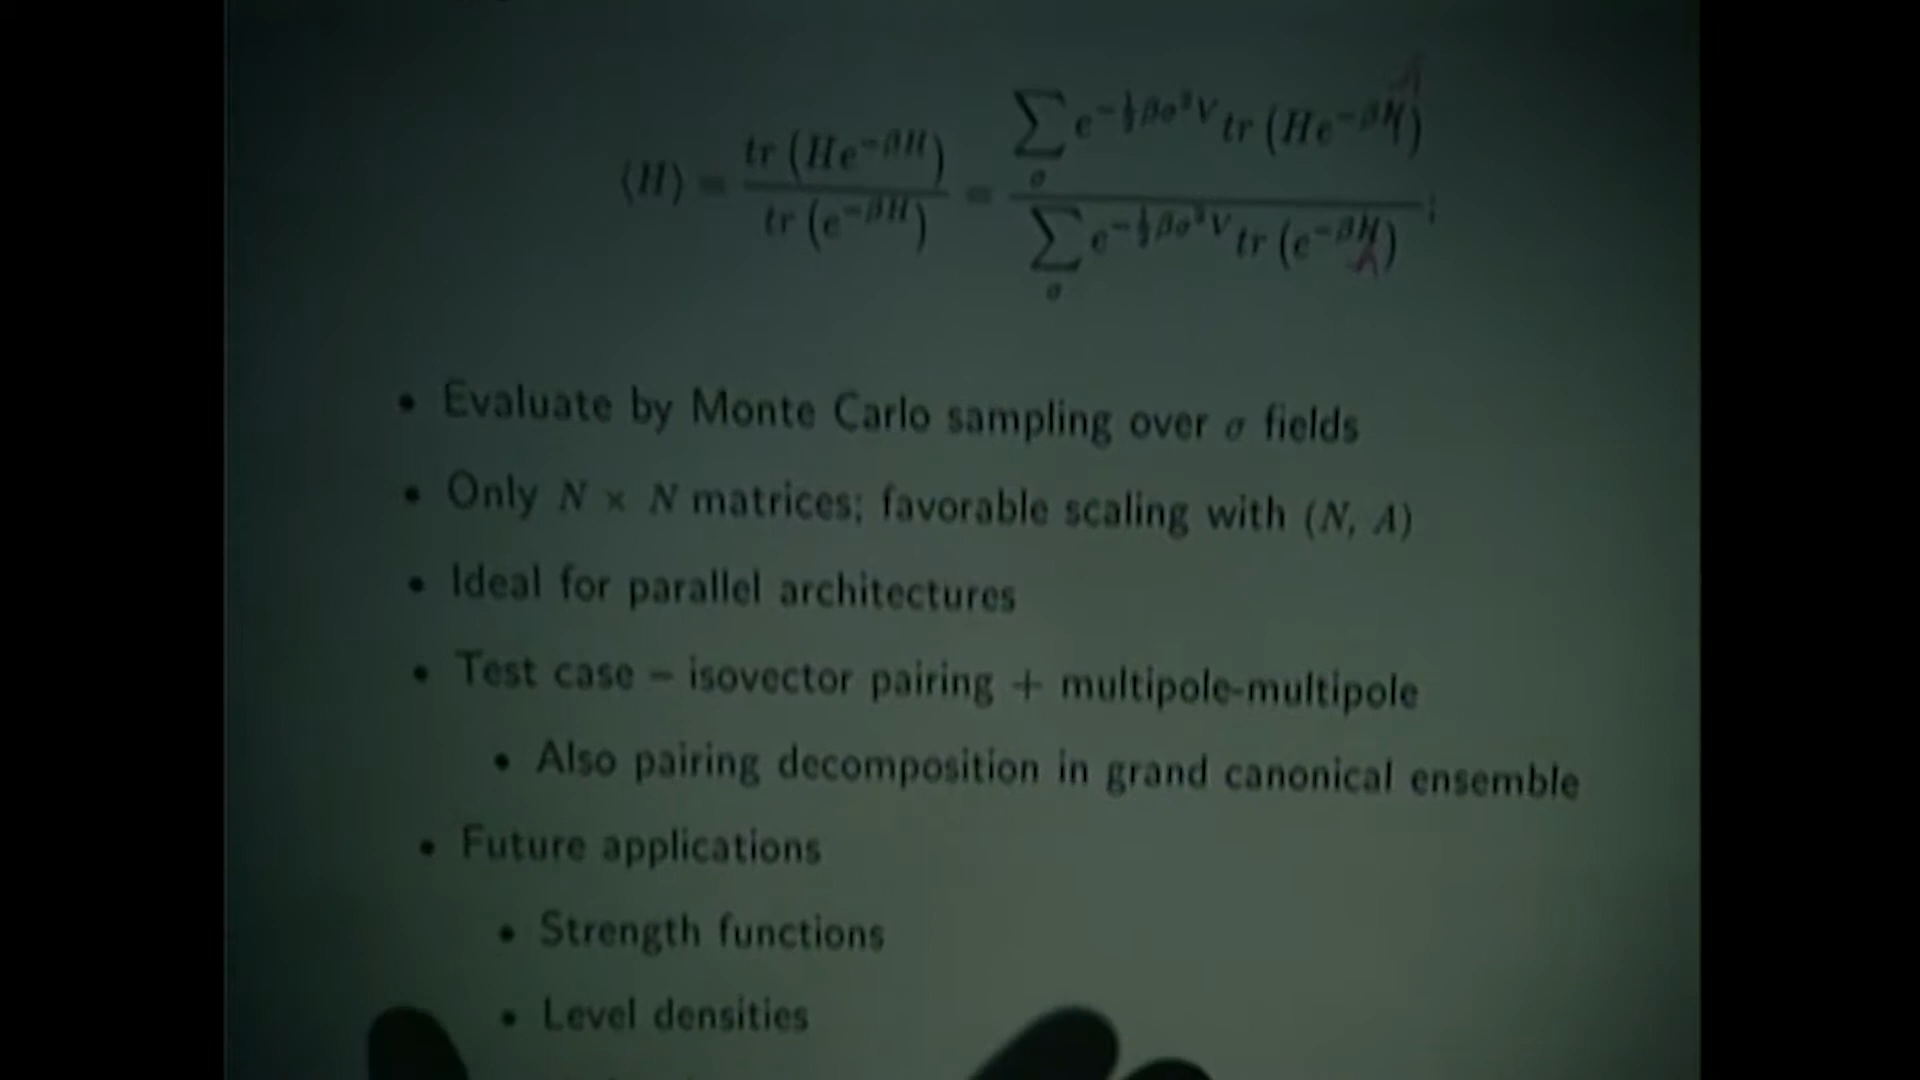 ⟨H⟩ = tr (He^{-βH}) / tr (e^{-βH}) = ∑_σ e^{-½βσ²V} tr (He^{-βĥ}) / ∑_σ e^{-½βσ²V} tr (e^{-βĥ}) ;
• Evaluate by Monte Carlo sampling over σ fields
• Only N × N matrices; favorable scaling with (N, A)
• Ideal for parallel architectures
• Test case – isovector pairing + multipole-multipole
• Also pairing decomposition in grand canonical ensemble
• Future applications
• Strength functions
• Level densities